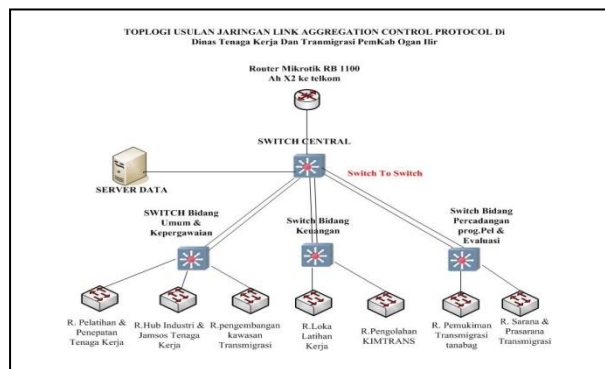 TOPLOGI USULAN JARINGAN LINK AGGREGATION CONTROL PROTOCOL Di
Dinas Tenaga Kerja Dan Tranmigrasi PemKab Ogan Ilir
Router Mikrotik RB 1100
Ah X2 ke telkom
SWITCH CENTRAL
Switch To Switch
SERVER DATA
SWITCH Bidang
Umum &
Kepergawaian
Switch Bidang
Keuangan
Switch Bidang
Percadangan
prog.Pel &
Evaluasi
R. Pelatihan &
Penepatan
Tenaga Kerja
R.Hub Industri &
Jamsos Tenaga
Kerja
R.pengembangan
kawasan
Transmigrasi
R.Loka
Latihan
Kerja
R.Pengolahan
KIMTRANS
R. Pemukiman
Transmigrasi
tanabag
R. Sarana &
Prasarana
Transmigrasi